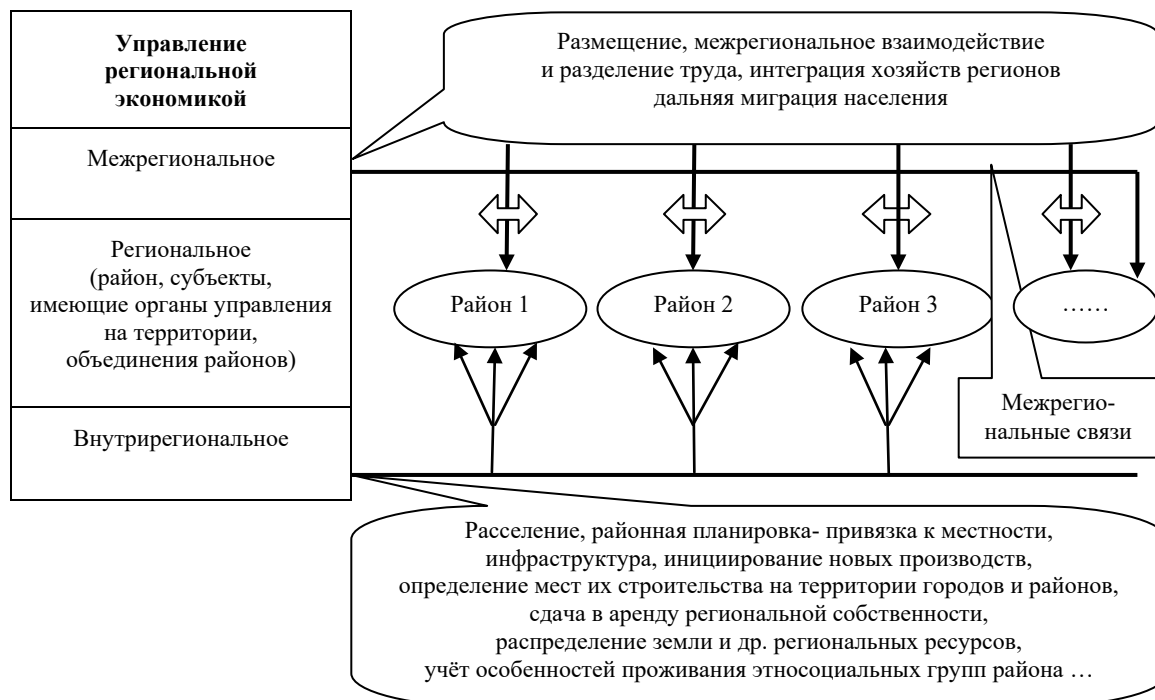 Управление
региональной
экономикой
Размещение, межрегиональное взаимодействие
и разделение труда, интеграция хозяйств регионов
дальняя миграция населения
Межрегиональное
Региональное
(район, субъекты,
имеющие органы управления
на территории,
объединения районов)
Район 1
Район 2
Район 3
……
Межрегио-
нальные связи
Внутрирегиональное
Расселение, районная планировка- привязка к местности,
инфраструктура, инициирование новых производств,
определение мест их строительства на территории городов и районов,
сдача в аренду региональной собственности,
распределение земли и др. региональных ресурсов,
учёт особенностей проживания этносоциальных групп района …